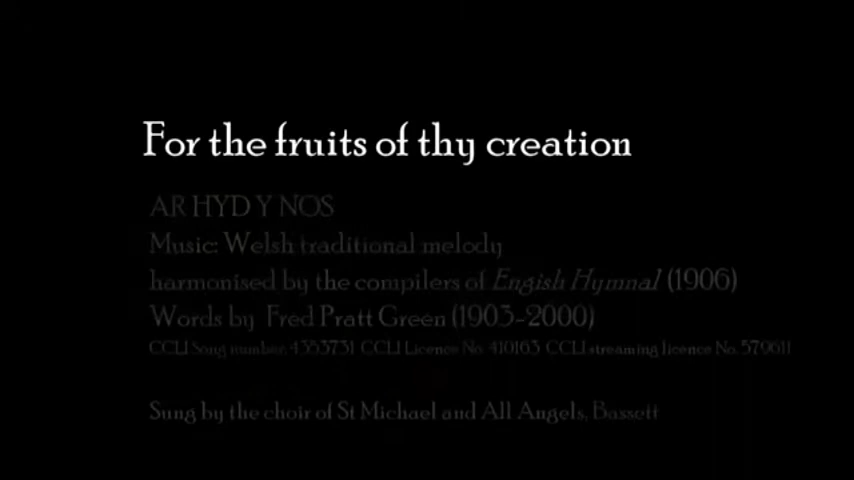 For the fruits of thy creation
AR HYD Y NOS
Music: Welsh traditional melody
harmonised by the compilers of Engish Hymnal (1906)
Words by Fred Pratt Green (1903-2000)
CCLI Song number: 4353731 CCLI Licence No. 410163 CCLI streaming licence No. 579611
Sung by the choir of St Michael and All Angels, Bassett